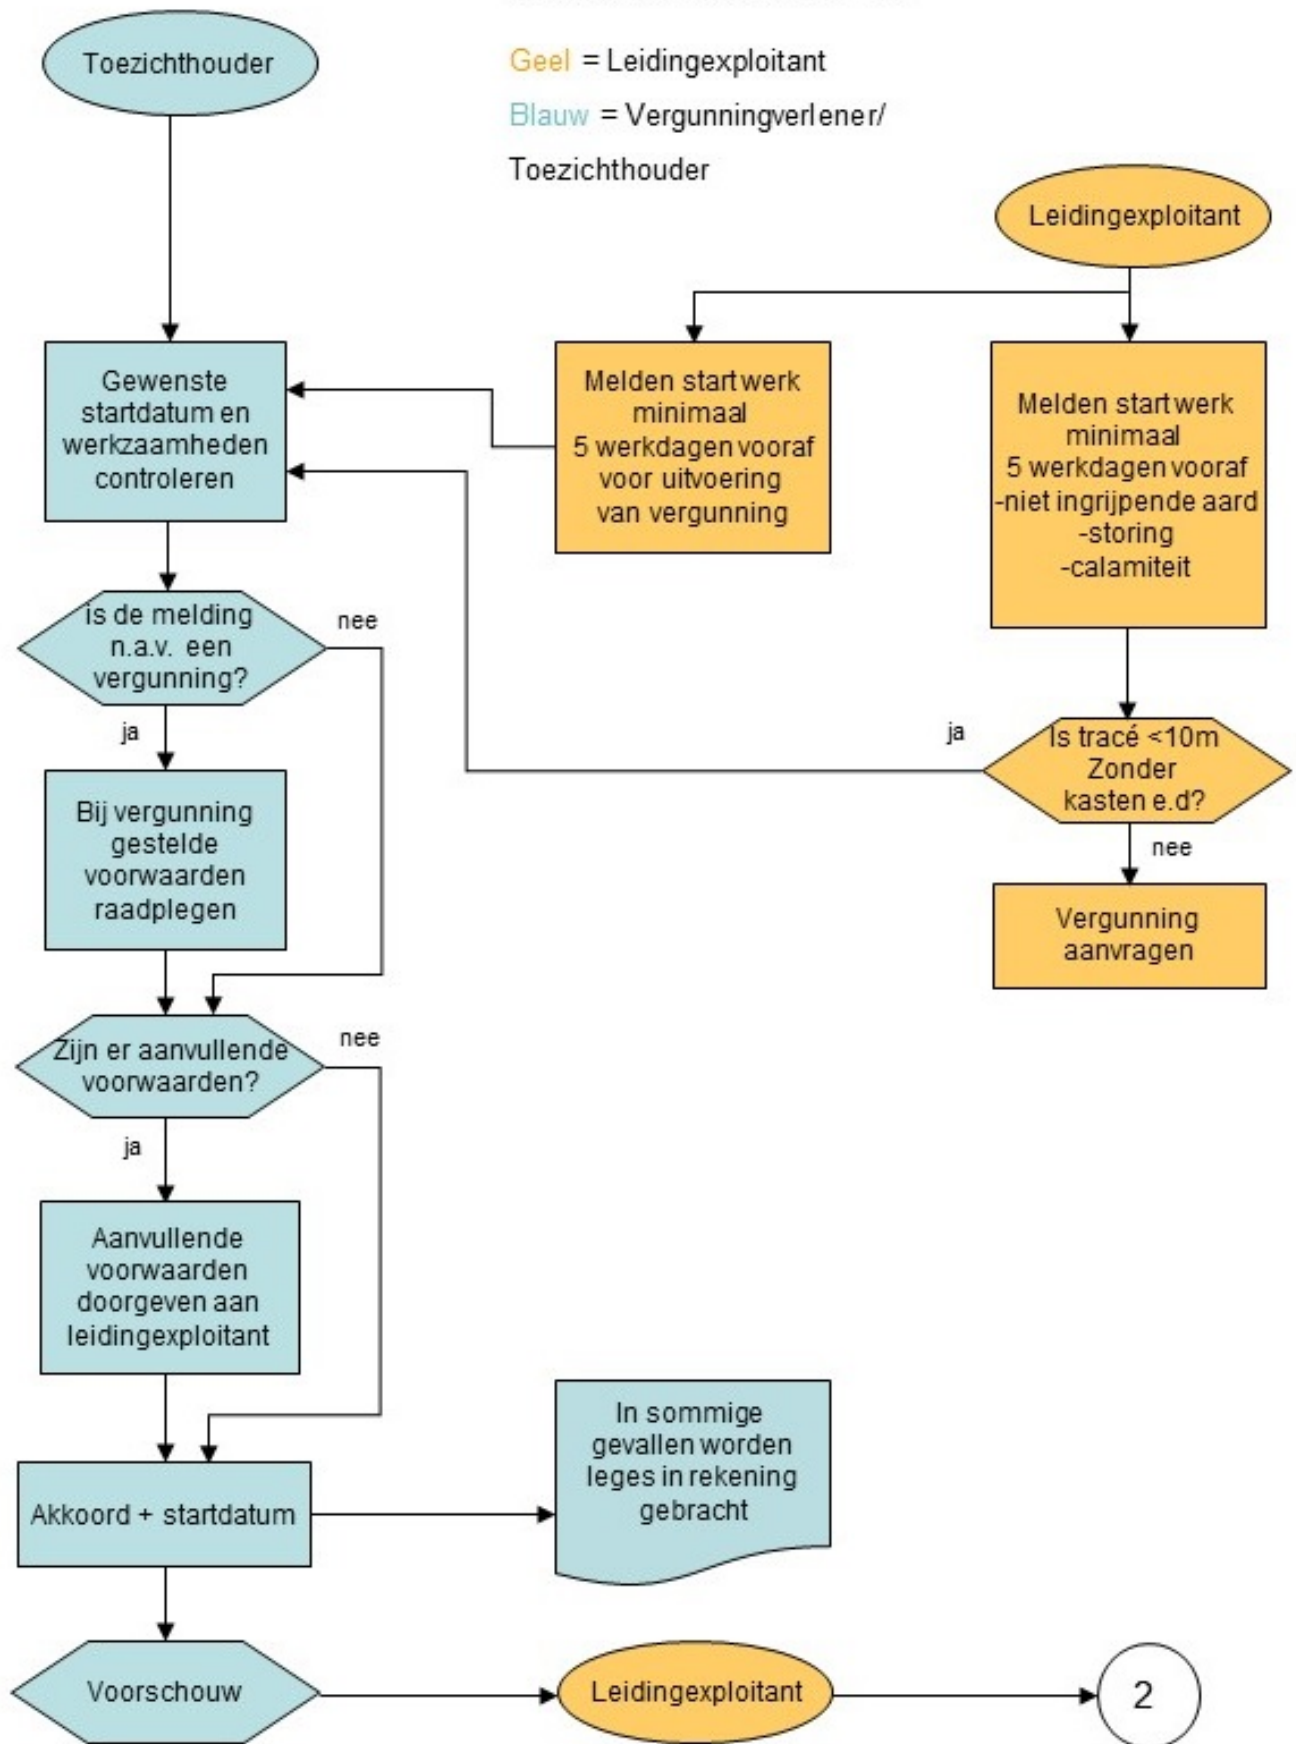 Toezichthouder
Geel = Leidingexploitant
Blauw = Vergunningverlener/
Toezichthouder
Leidingexploitant
Gewenste
startdatum en
werkzaamheden
controleren
Melden start werk
minimaal
5 werkdagen vooraf
voor uitvoering
van vergunning
Melden start werk
minimaal
5 werkdagen vooraf
-niet ingrijpende aard
-storing
-calamiteit
is de melding
n.a.v. een
vergunning?
nee
ja
Is tracé <10m
Zonder
kasten e.d?
ja
nee
Bij vergunning
gestelde
voorwaarden
raadplegen
Vergunning
aanvragen
Zijn er aanvullende
voorwaarden?
nee
ja
Aanvullende
voorwaarden
doorgeven aan
leidingexploitant
Akkoord + startdatum
In sommige
gevallen worden
leges in rekening
gebracht
Voorschouw
Leidingexploitant
2